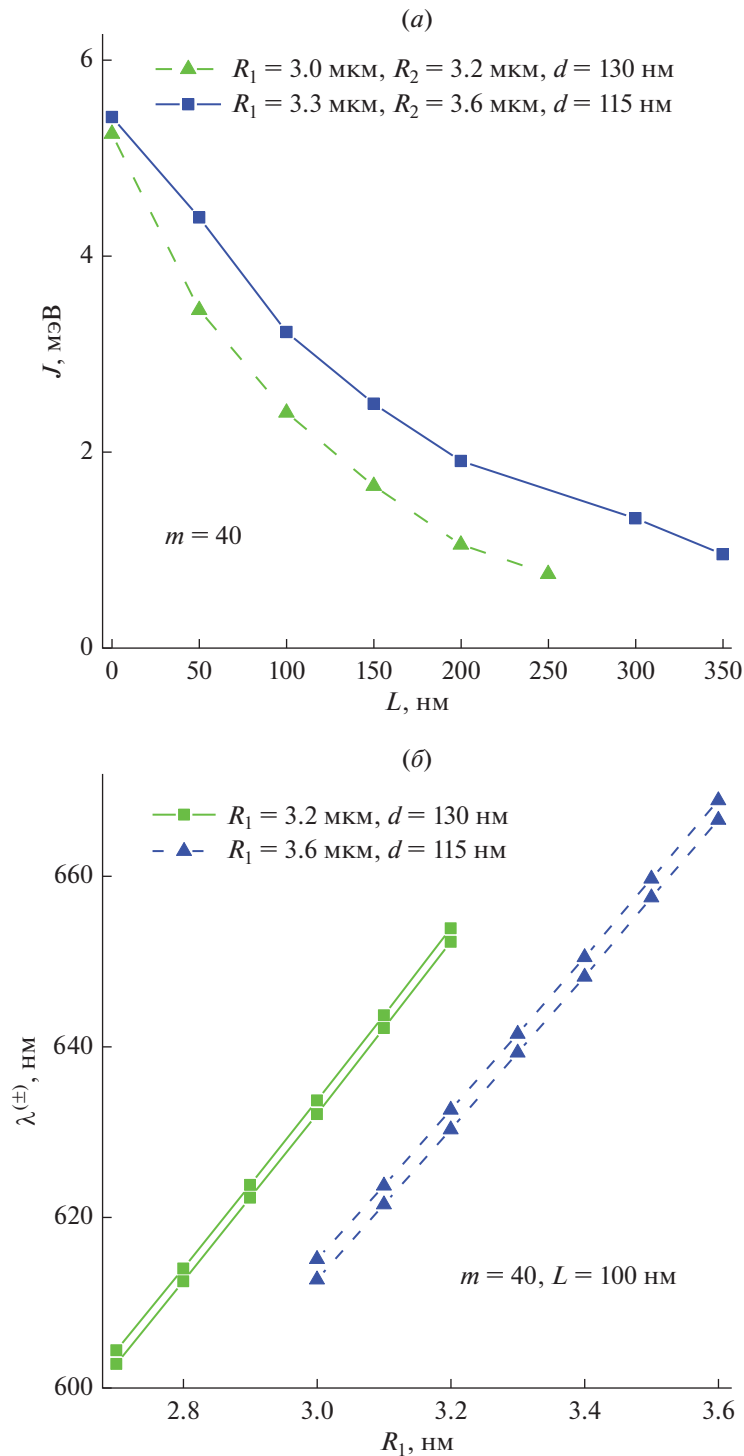 (а)
6
R₁ = 3.0 мкм, R₂ = 3.2 мкм, d = 130 нм
R₁ = 3.3 мкм, R₂ = 3.6 мкм, d = 115 нм
4
J, мэВ
2
m = 40
0
0 50 100 150 200 250 300 350
L, нм
(б)
R₁ = 3.2 мкм, d = 130 нм
R₁ = 3.6 мкм, d = 115 нм
660
640
λ⁽±⁾, нм
620
m = 40, L = 100 нм
600
2.8 3.0 3.2 3.4 3.6
R₁, нм